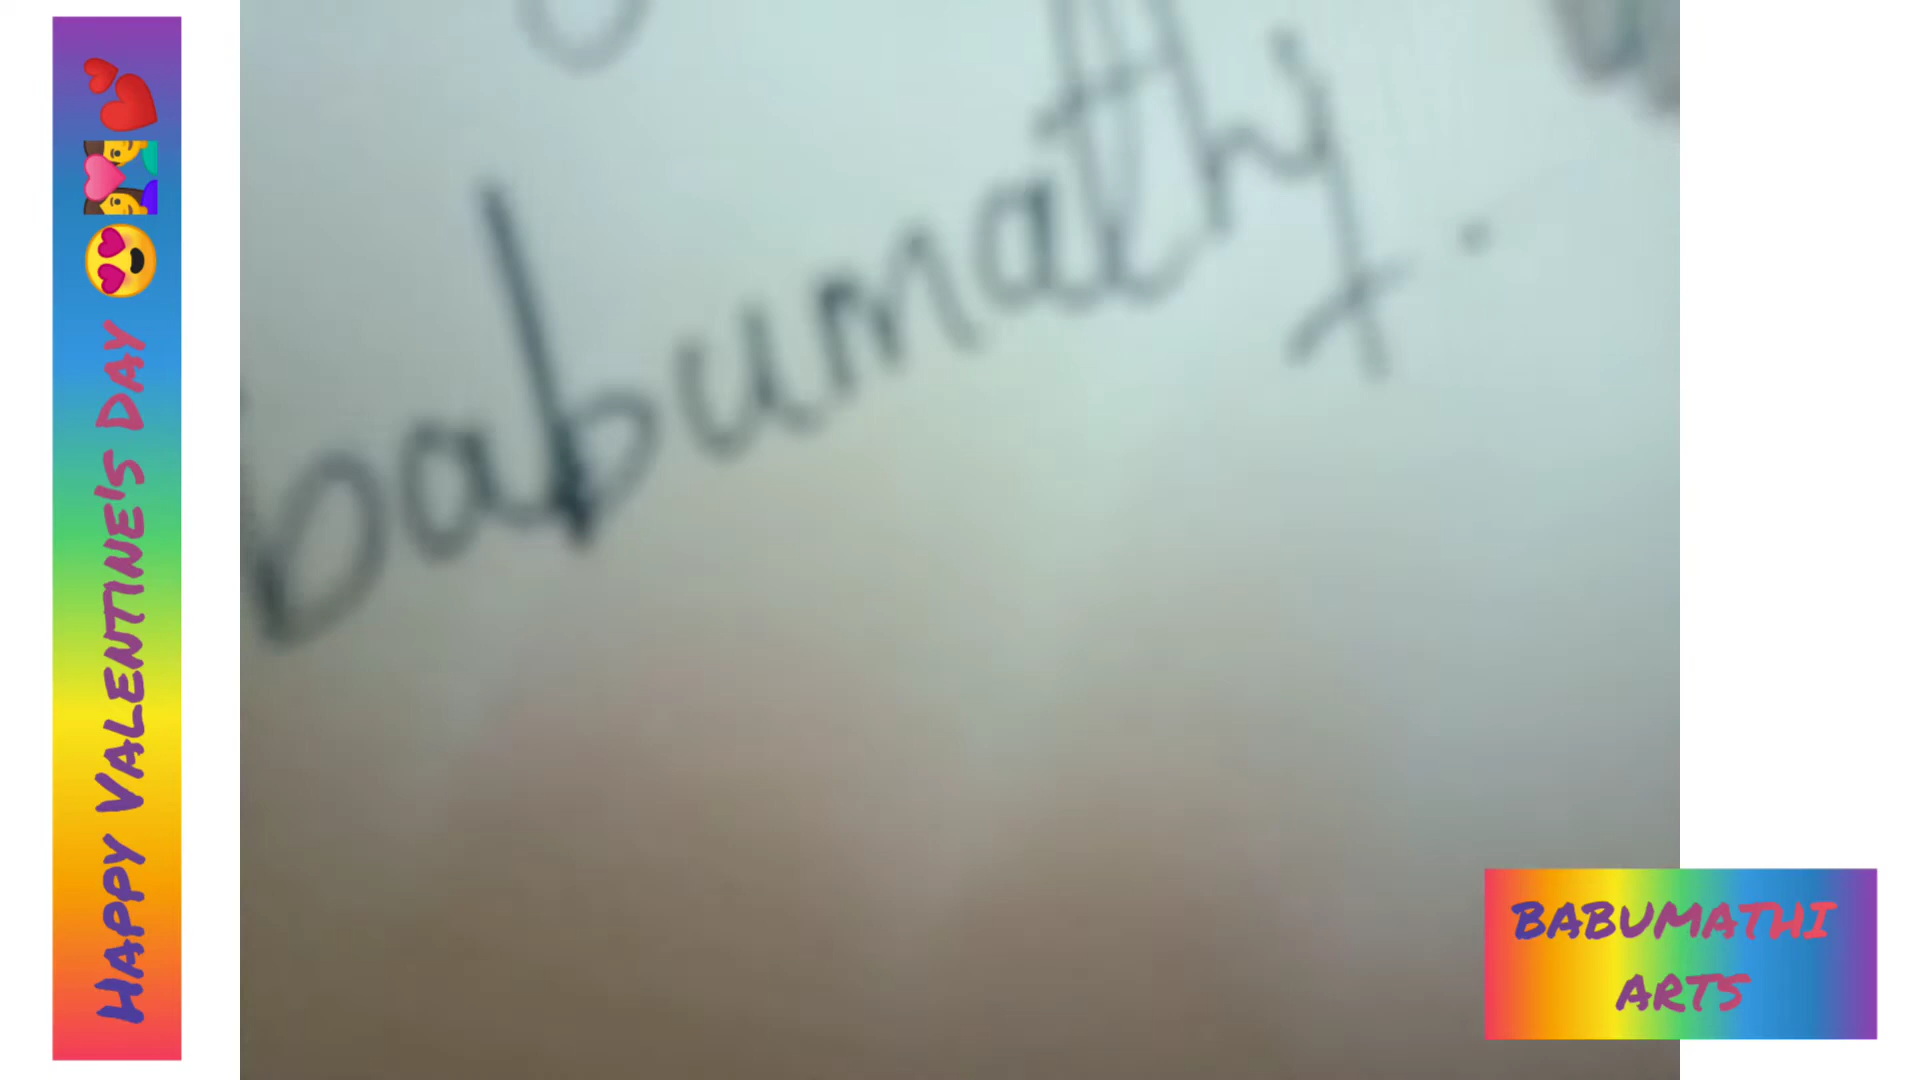 HAPPY VALENTINE'S DAY 😍👩‍❤️‍👨💕
babumathy.
BABUMATHI
ARTS